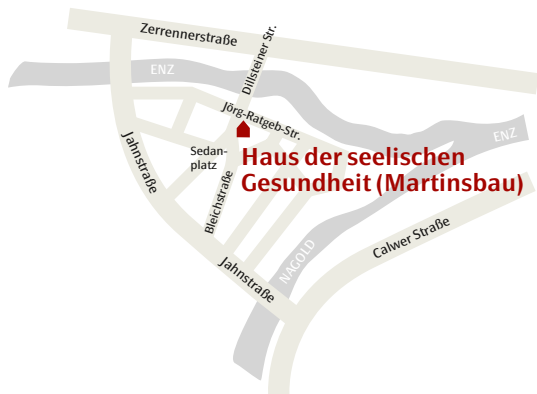 Zerrennerstraße
Dillsteiner Str.
ENZ
Jörg-Ratgeb-Str.
ENZ
Jahnstraße
Sedan-
platz
Haus der seelischen
Gesundheit (Martinsbau)
Bleichstraße
Calwer Straße
NAGOLD
Jahnstraße